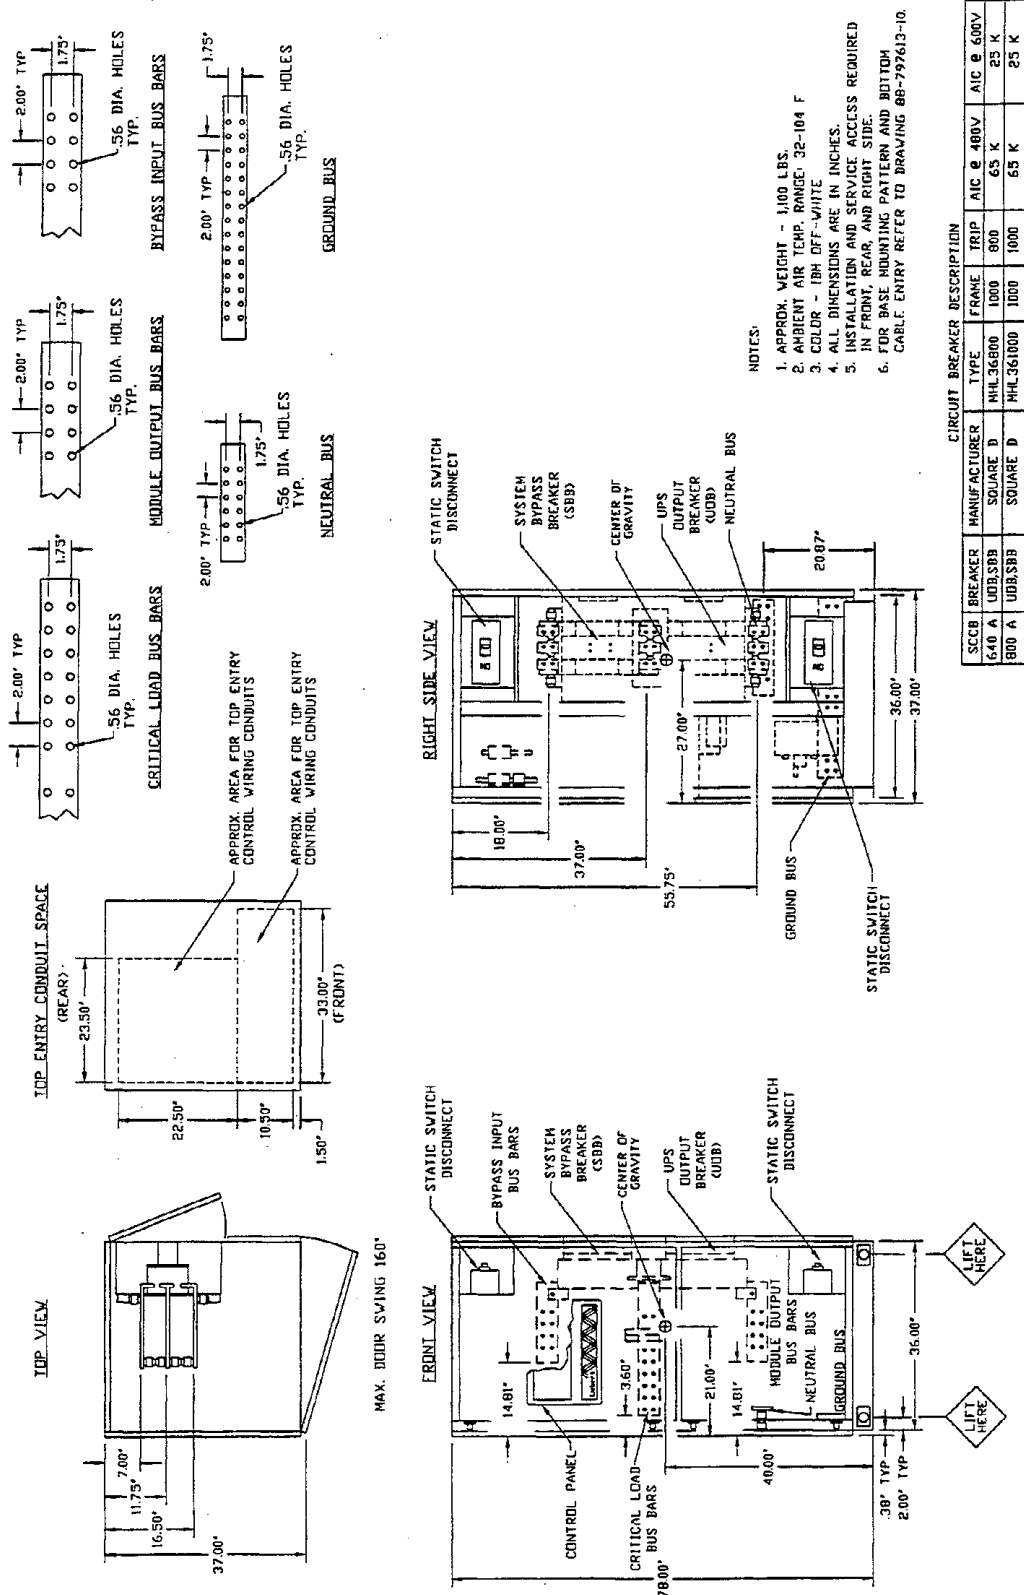 TOP VIEW
7.00"
11.75"
16.50"
37.00"
MAX. DOOR SWING 160°
TOP ENTRY CONDUIT SPACE
(REAR)
23.50"
22.50"
10.50"
1.50"
33.00"
(FRONT)
APPROX. AREA FOR TOP ENTRY
CONTROL WIRING CONDUITS
APPROX. AREA FOR TOP ENTRY
CONTROL WIRING CONDUITS
2.00" TYP
1.75"
.56 DIA. HOLES
TYP.
CRITICAL LOAD BUS BARS
2.00" TYP
1.75"
.56 DIA. HOLES
TYP.
MODULE OUTPUT BUS BARS
2.00" TYP
1.75"
.56 DIA. HOLES
TYP.
BYPASS INPUT BUS BARS
2.00" TYP
1.75"
.56 DIA. HOLES
TYP.
NEUTRAL BUS
2.00" TYP
1.75"
.56 DIA. HOLES
TYP.
GROUND BUS
FRONT VIEW
STATIC SWITCH
DISCONNECT
BYPASS INPUT
BUS BARS
SYSTEM
BYPASS
BREAKER
(SBB)
CENTER OF
GRAVITY
UPS
OUTPUT
BREAKER
(UOB)
STATIC SWITCH
DISCONNECT
14.81"
3.60"
21.00"
14.81"
MODULE OUTPUT
BUS BARS
NEUTRAL BUS
GROUND BUS
CONTROL PANEL
Liebert
CRITICAL LOAD
BUS BARS
40.00"
78.00"
36.00"
.38" TYP
2.00" TYP
LIFT
HERE
LIFT
HERE
RIGHT SIDE VIEW
STATIC SWITCH
DISCONNECT
SYSTEM
BYPASS
BREAKER
(SBB)
CENTER OF
GRAVITY
UPS
OUTPUT
BREAKER
(UOB)
NEUTRAL BUS
18.00"
37.00"
55.75"
27.00"
20.87"
36.00"
37.00"
GROUND BUS
STATIC SWITCH
DISCONNECT
NOTES:
1. APPROX. WEIGHT - 1,100 LBS.
2. AMBIENT AIR TEMP. RANGE: 32-104 F
3. COLOR - IBM OFF-WHITE
4. ALL DIMENSIONS ARE IN INCHES.
5. INSTALLATION AND SERVICE ACCESS REQUIRED
IN FRONT, REAR, AND RIGHT SIDE.
6. FOR BASE MOUNTING PATTERN AND BOTTOM
CABLE ENTRY REFER TO DRAWING 88-797613-10.
CIRCUIT BREAKER DESCRIPTION
SCCB BREAKER MANUFACTURER TYPE FRAME TRIP AIC @ 480V AIC @ 600V
640 A UOB,SBB SQUARE D MHL36800 1000 800 65 K 25 K
800 A UOB,SBB SQUARE D MHL361000 1000 1000 65 K 25 K